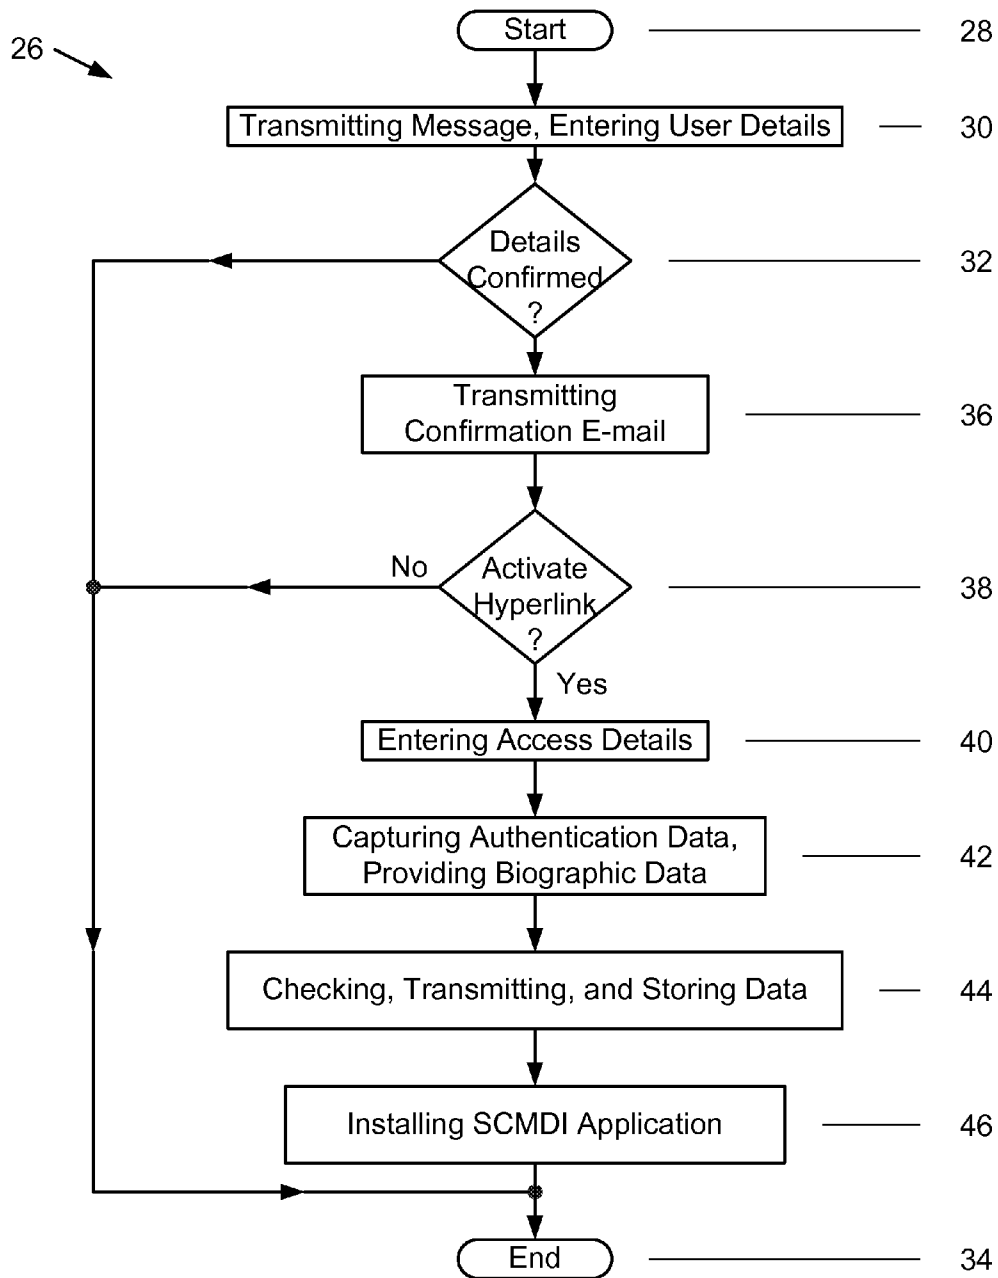 Start
28
26
Transmitting Message, Entering User Details
30
Details
Confirmed
?
32
Transmitting
Confirmation E-mail
36
No
Activate
Hyperlink
?
38
Yes
Entering Access Details
40
Capturing Authentication Data,
Providing Biographic Data
42
Checking, Transmitting, and Storing Data
44
Installing SCMDI Application
46
End
34